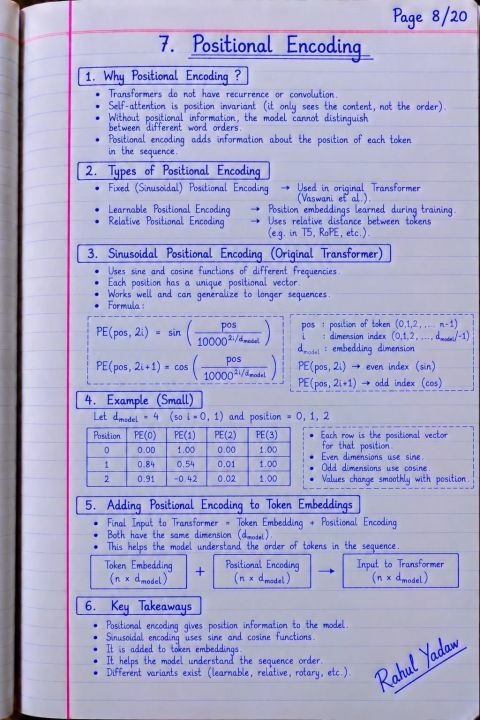 Page 8/20
7. Positional Encoding
1. Why Positional Encoding ?
• Transformers do not have recurrence or convolution.
• Self-attention is position invariant (it only sees the content, not the order).
• Without positional information, the model cannot distinguish
between different word orders.
• Positional encoding adds information about the position of each token
in the sequence.
2. Types of Positional Encoding
• Fixed (Sinusoidal) Positional Encoding → Used in original Transformer
(Vaswani et al.).
• Learnable Positional Encoding → Position embeddings learned during training.
• Relative Positional Encoding → Uses relative distance between tokens
(e.g. in T5, RoPE, etc.).
3. Sinusoidal Positional Encoding (Original Transformer)
• Uses sine and cosine functions of different frequencies.
• Each position has a unique positional vector.
• Works well and can generalize to longer sequences.
• Formula:
PE(pos, 2i) = sin ( pos / 10000^(2i/d_model) )
PE(pos, 2i+1) = cos ( pos / 10000^(2i/d_model) )
pos : position of token (0,1,2, ... n-1)
i : dimension index (0,1,2, ..., d_model/-1)
d_model : embedding dimension
PE(pos, 2i) → even index (sin)
PE(pos, 2i+1) → odd index (cos)
4. Example (Small)
Let d_model = 4 (so i = 0, 1) and position = 0, 1, 2
Position PE(0) PE(1) PE(2) PE(3)
0 0.00 1.00 0.00 1.00
1 0.84 0.54 0.01 1.00
2 0.91 -0.42 0.02 1.00
• Each row is the positional vector
for that position.
• Even dimensions use sine.
• Odd dimensions use cosine.
• Values change smoothly with position.
5. Adding Positional Encoding to Token Embeddings
• Final Input to Transformer = Token Embedding + Positional Encoding
• Both have the same dimension (d_model).
• This helps the model understand the order of tokens in the sequence.
Token Embedding + Positional Encoding → Input to Transformer
(n x d_model) (n x d_model) (n x d_model)
6. Key Takeaways
• Positional encoding gives position information to the model.
• Sinusoidal encoding uses sine and cosine functions.
• It is added to token embeddings.
• It helps the model understand the sequence order.
• Different variants exist (learnable, relative, rotary, etc.).
Rahul Yadaw